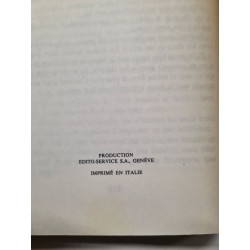 PRODUCTION
EDITO-SERVICE S.A., GENÈVE
IMPRIMÉ EN ITALIE